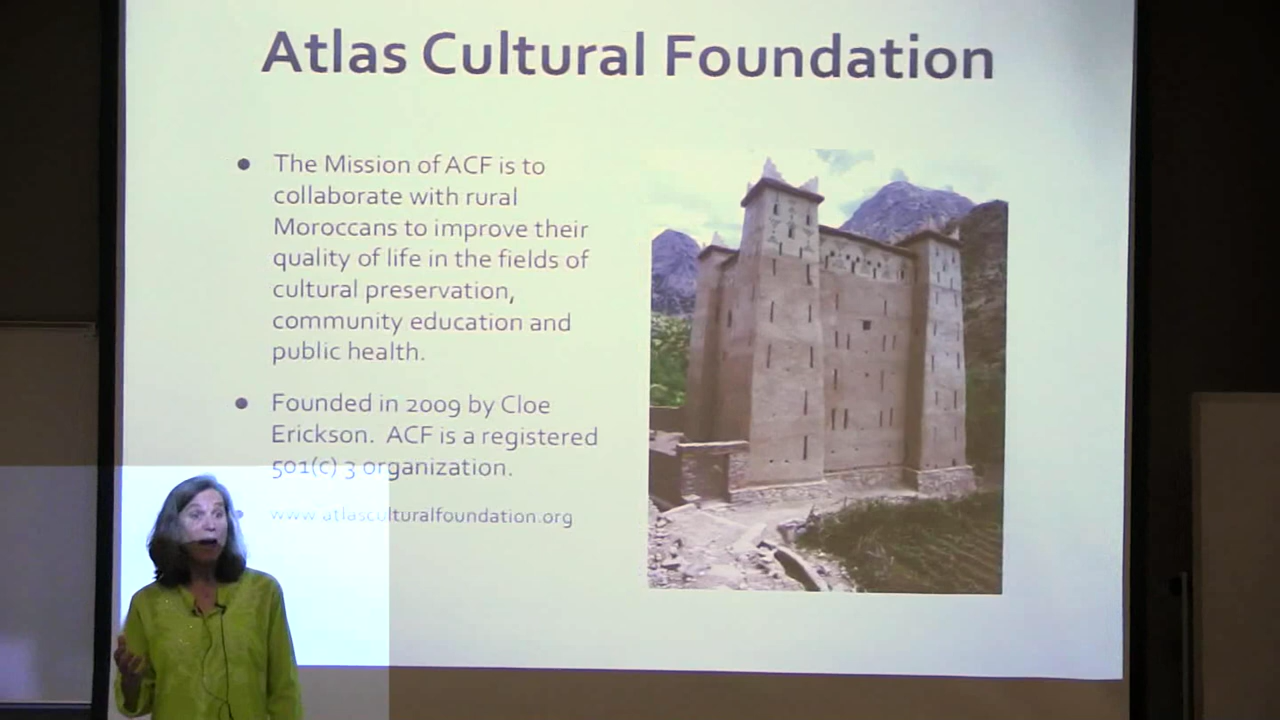 Atlas Cultural Foundation
● The Mission of ACF is to
collaborate with rural
Moroccans to improve their
quality of life in the fields of
cultural preservation,
community education and
public health.
● Founded in 2009 by Cloe
Erickson. ACF is a registered
501(c) 3 organization.
● www.atlasculturalfoundation.org